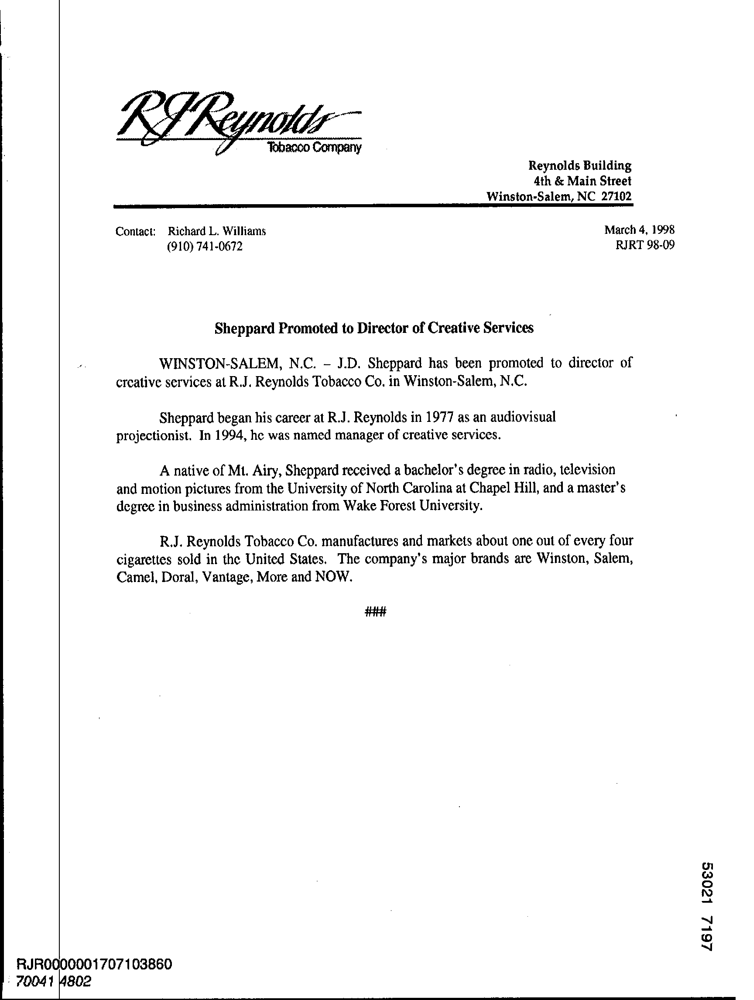 RJReynolds
Tobacco Company
Reynolds Building
4th & Main Street
Winston-Salem, NC 27102
Contact: Richard L. Williams
(910) 741-0672
March 4, 1998
RJRT 98-09
Sheppard Promoted to Director of Creative Services
WINSTON-SALEM, N.C. – J.D. Sheppard has been promoted to director of
creative services at R.J. Reynolds Tobacco Co. in Winston-Salem, N.C.
Sheppard began his career at R.J. Reynolds in 1977 as an audiovisual
projectionist. In 1994, he was named manager of creative services.
A native of Mt. Airy, Sheppard received a bachelor's degree in radio, television
and motion pictures from the University of North Carolina at Chapel Hill, and a master's
degree in business administration from Wake Forest University.
R.J. Reynolds Tobacco Co. manufactures and markets about one out of every four
cigarettes sold in the United States. The company's major brands are Winston, Salem,
Camel, Doral, Vantage, More and NOW.
###
53021 7197
RJR0000001707103860
70041 4802